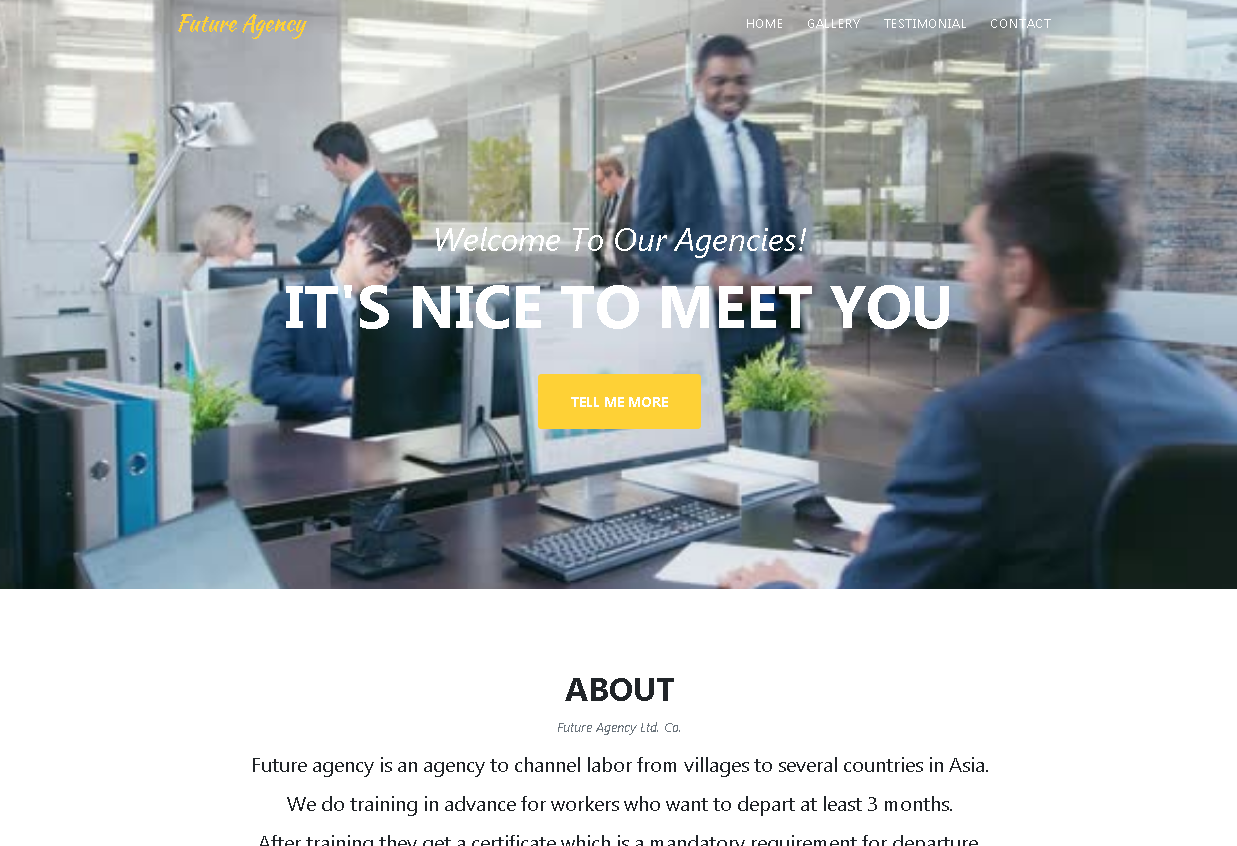 Future Agency
HOME GALLERY TESTIMONIAL CONTACT
Welcome To Our Agencies!
IT'S NICE TO MEET YOU
TELL ME MORE
ABOUT
Future Agency Ltd. Co.
Future agency is an agency to channel labor from villages to several countries in Asia.
We do training in advance for workers who want to depart at least 3 months.
After training they get a certificate which is a mandatory requirement for departure